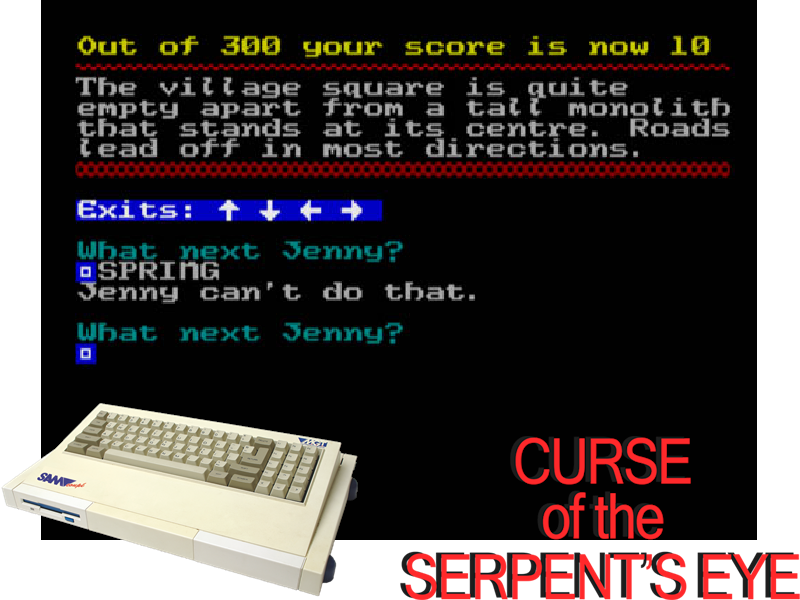 Out of 300 your score is now 10
The village square is quite
empty apart from a tall monolith
that stands at its centre. Roads
lead off in most directions.
Exits: ↑ ↓ ← →
What next Jenny?
SPRING
Jenny can't do that.
What next Jenny?
MGT
SAM
Coupé
CURSE
of the
SERPENT'S EYE